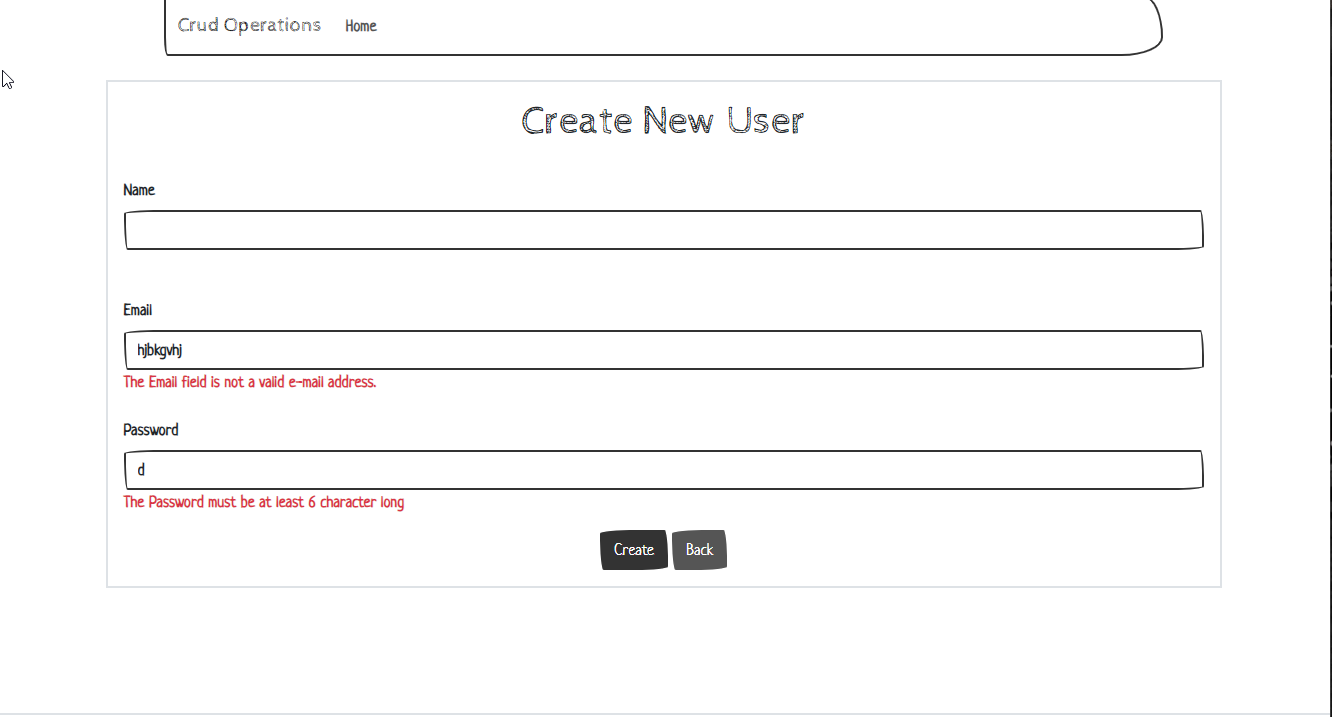 Crud Operations Home
Create New User
Name
Email
hjbkgvhj
The Email field is not a valid e-mail address.
Password
d
The Password must be at least 6 character long
Create Back